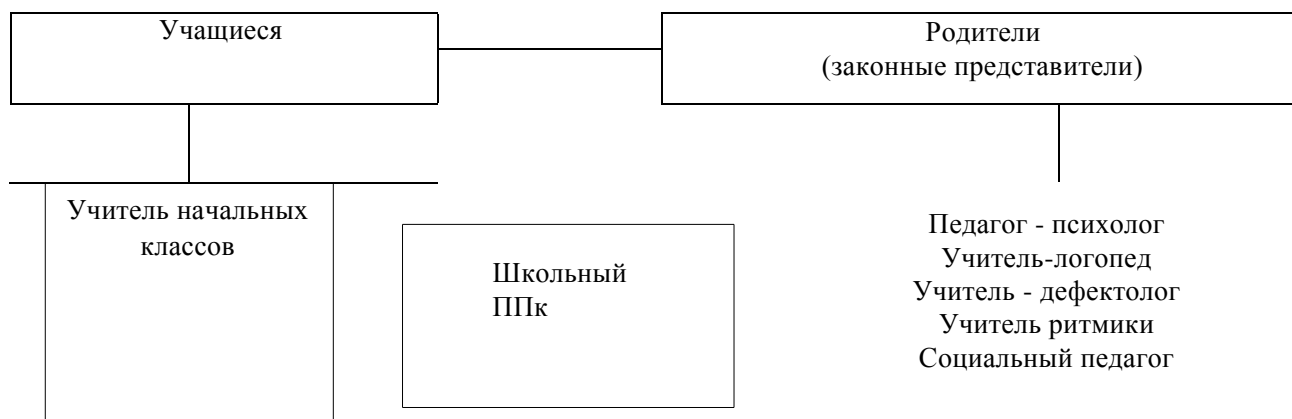 Учащиеся
Родители
(законные представители)
Учитель начальных
классов
Школьный
ППк
Педагог - психолог
Учитель-логопед
Учитель - дефектолог
Учитель ритмики
Социальный педагог